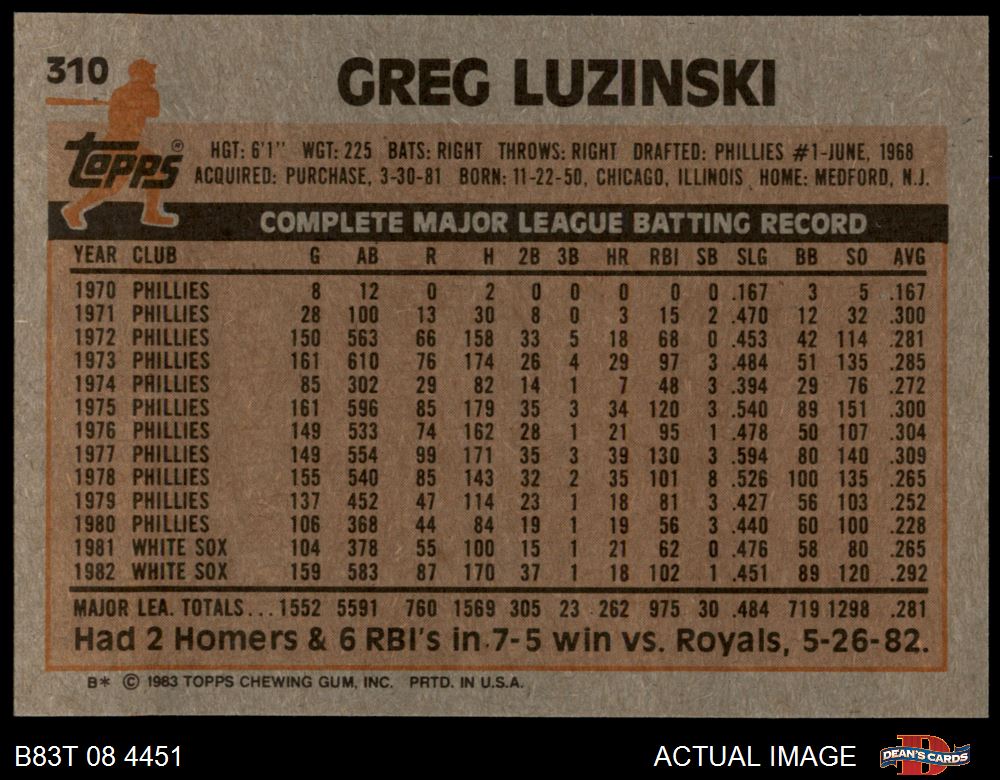 310
GREG LUZINSKI
Topps®
HGT: 6'1" WGT: 225 BATS: RIGHT THROWS: RIGHT DRAFTED: PHILLIES #1-JUNE, 1968
ACQUIRED: PURCHASE, 3-30-81 BORN: 11-22-50, CHICAGO, ILLINOIS HOME: MEDFORD, N.J.
COMPLETE MAJOR LEAGUE BATTING RECORD
YEAR CLUB G AB R H 2B 3B HR RBI SB SLG BB SO AVG
1970 PHILLIES 8 12 0 2 0 0 0 0 0 .167 3 5 .167
1971 PHILLIES 28 100 13 30 8 0 3 15 2 .470 12 32 .300
1972 PHILLIES 150 563 66 158 33 5 18 68 0 .453 42 114 .281
1973 PHILLIES 161 610 76 174 26 4 29 97 3 .484 51 135 .285
1974 PHILLIES 85 302 29 82 14 1 7 48 3 .394 29 76 .272
1975 PHILLIES 161 596 85 179 35 3 34 120 3 .540 89 151 .300
1976 PHILLIES 149 533 74 162 28 1 21 95 1 .478 50 107 .304
1977 PHILLIES 149 554 99 171 35 3 39 130 3 .594 80 140 .309
1978 PHILLIES 155 540 85 143 32 2 35 101 8 .526 100 135 .265
1979 PHILLIES 137 452 47 114 23 1 18 81 3 .427 56 103 .252
1980 PHILLIES 106 368 44 84 19 1 19 56 3 .440 60 100 .228
1981 WHITE SOX 104 378 55 100 15 1 21 62 0 .476 58 80 .265
1982 WHITE SOX 159 583 87 170 37 1 18 102 1 .451 89 120 .292
MAJOR LEA. TOTALS...1552 5591 760 1569 305 23 262 975 30 .484 719 1298 .281
Had 2 Homers & 6 RBI's in 7-5 win vs. Royals, 5-26-82.
B* © 1983 TOPPS CHEWING GUM, INC. PRTD. IN U.S.A.
B83T 08 4451 ACTUAL IMAGE DEAN'S CARDS